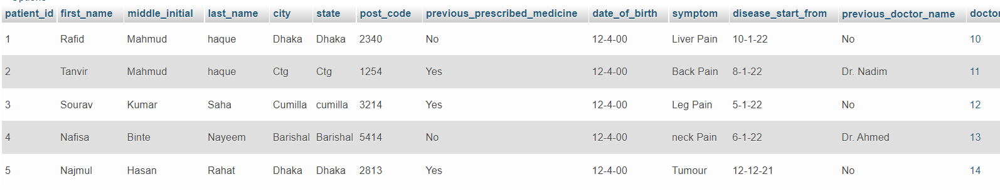 patient_id first_name middle_initial last_name city state post_code previous_prescribed_medicine date_of_birth symptom disease_start_from previous_doctor_name doctor
1 Rafid Mahmud haque Dhaka Dhaka 2340 No 12-4-00 Liver Pain 10-1-22 No 10
2 Tanvir Mahmud haque Ctg Ctg 1254 Yes 12-4-00 Back Pain 8-1-22 Dr. Nadim 11
3 Sourav Kumar Saha Cumilla cumilla 3214 Yes 12-4-00 Leg Pain 5-1-22 No 12
4 Nafisa Binte Nayeem Barishal Barishal 5414 No 12-4-00 neck Pain 6-1-22 Dr. Ahmed 13
5 Najmul Hasan Rahat Dhaka Dhaka 2813 Yes 12-4-00 Tumour 12-12-21 No 14